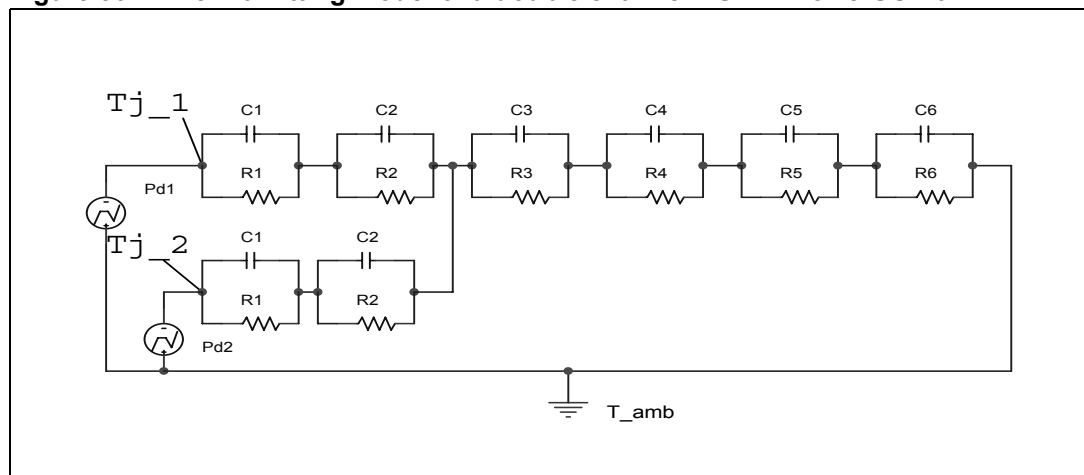 Tj_1
C1 C2 C3 C4 C5 C6
R1 R2 R3 R4 R5 R6
Pd1
Tj_2
C1 C2
R1 R2
Pd2
T_amb